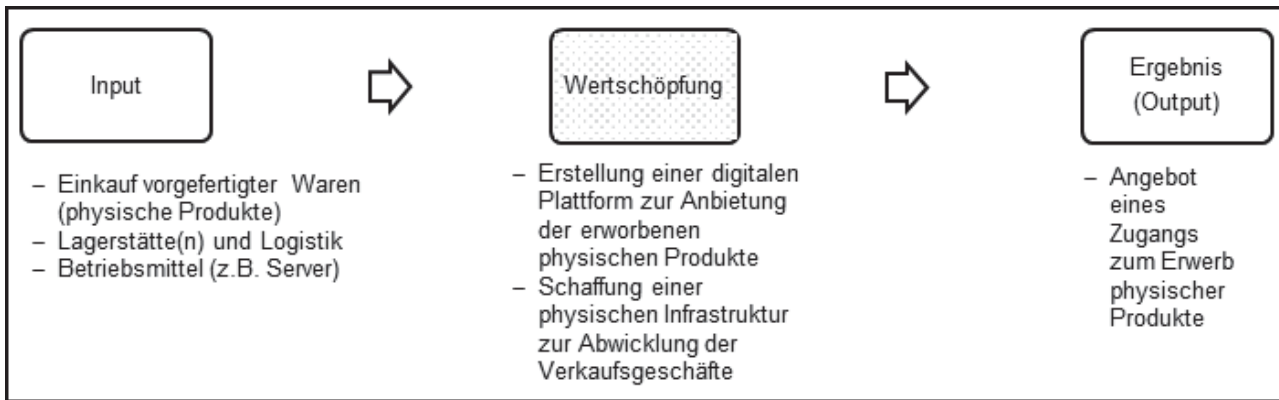 Input
Wertschöpfung
Ergebnis
(Output)
– Einkauf vorgefertigter Waren
(physische Produkte)
– Lagerstätte(n) und Logistik
– Betriebsmittel (z.B. Server)
– Erstellung einer digitalen
Plattform zur Anbietung
der erworbenen
physischen Produkte
– Schaffung einer
physischen Infrastruktur
zur Abwicklung der
Verkaufsgeschäfte
– Angebot
eines
Zugangs
zum Erwerb
physischer
Produkte